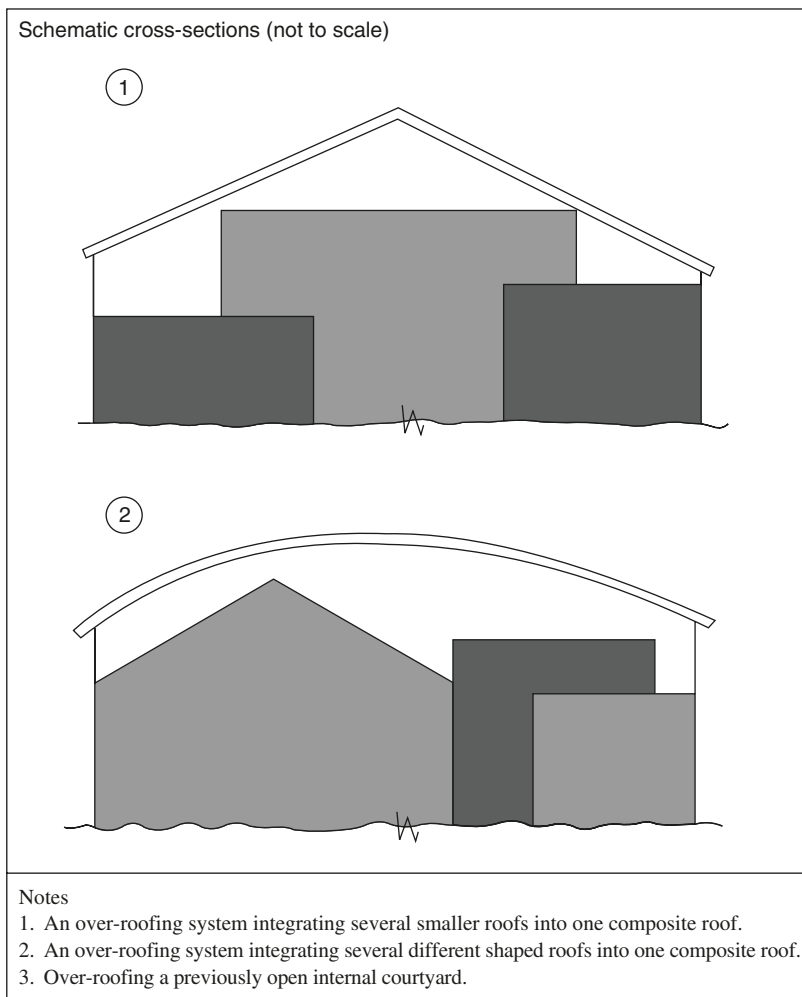 Schematic cross-sections (not to scale)
1
2
Notes
1. An over-roofing system integrating several smaller roofs into one composite roof.
2. An over-roofing system integrating several different shaped roofs into one composite roof.
3. Over-roofing a previously open internal courtyard.